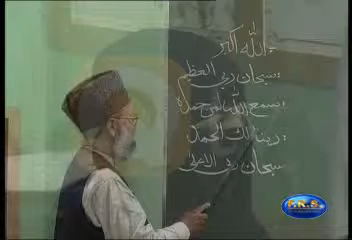 الله اكبر
سبحان ربي العظيم
سمع الله لمن حمده
ربنا لك الحمد
سبحان ربي الاعلى